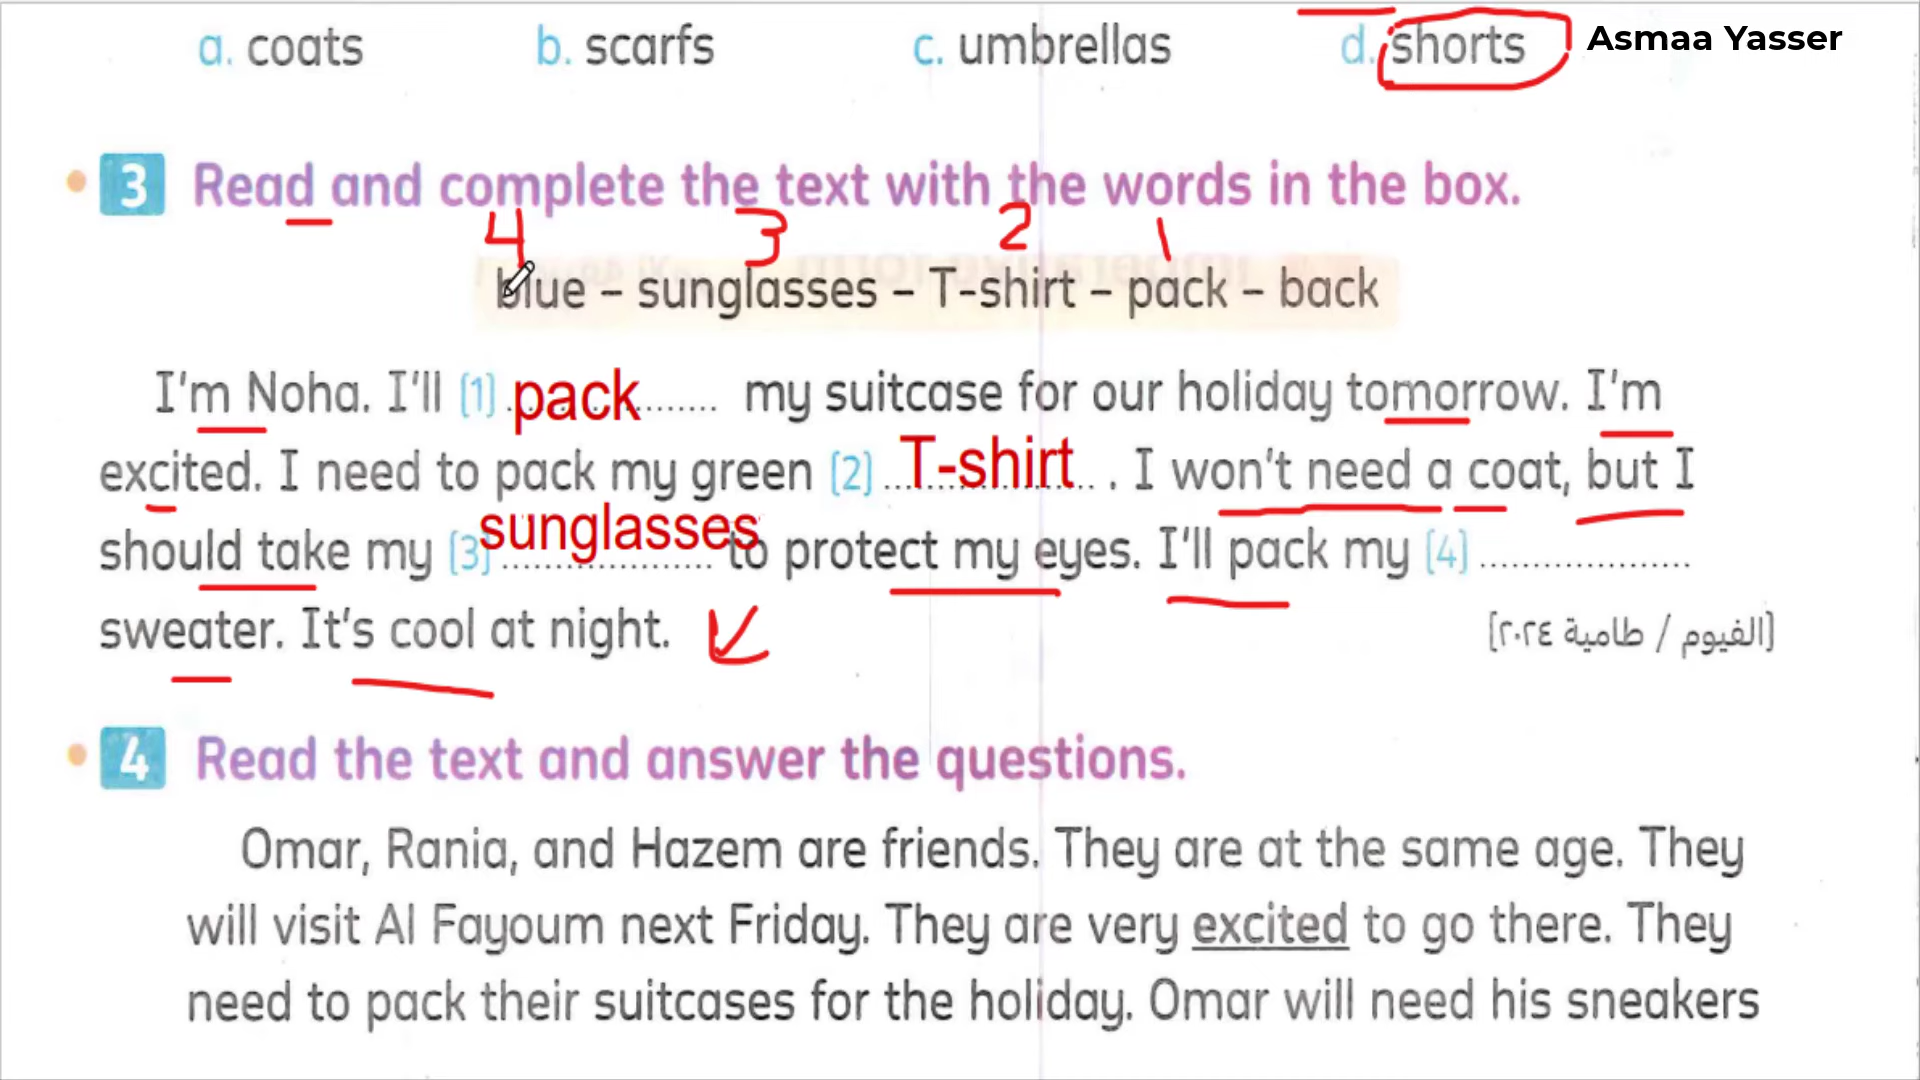 a. coats b. scarfs c. umbrellas d. shorts Asmaa Yasser
3 Read and complete the text with the words in the box.
4 3 2 1
blue – sunglasses – T-shirt – pack – back
I'm Noha. I'll [1] pack my suitcase for our holiday tomorrow. I'm
excited. I need to pack my green [2] T-shirt. I won't need a coat, but I
should take my [3] sunglasses to protect my eyes. I'll pack my [4] ....................
sweater. It's cool at night.
[الفيوم / طامية ٢٠٢٤]
4 Read the text and answer the questions.
Omar, Rania, and Hazem are friends. They are at the same age. They
will visit Al Fayoum next Friday. They are very excited to go there. They
need to pack their suitcases for the holiday. Omar will need his sneakers